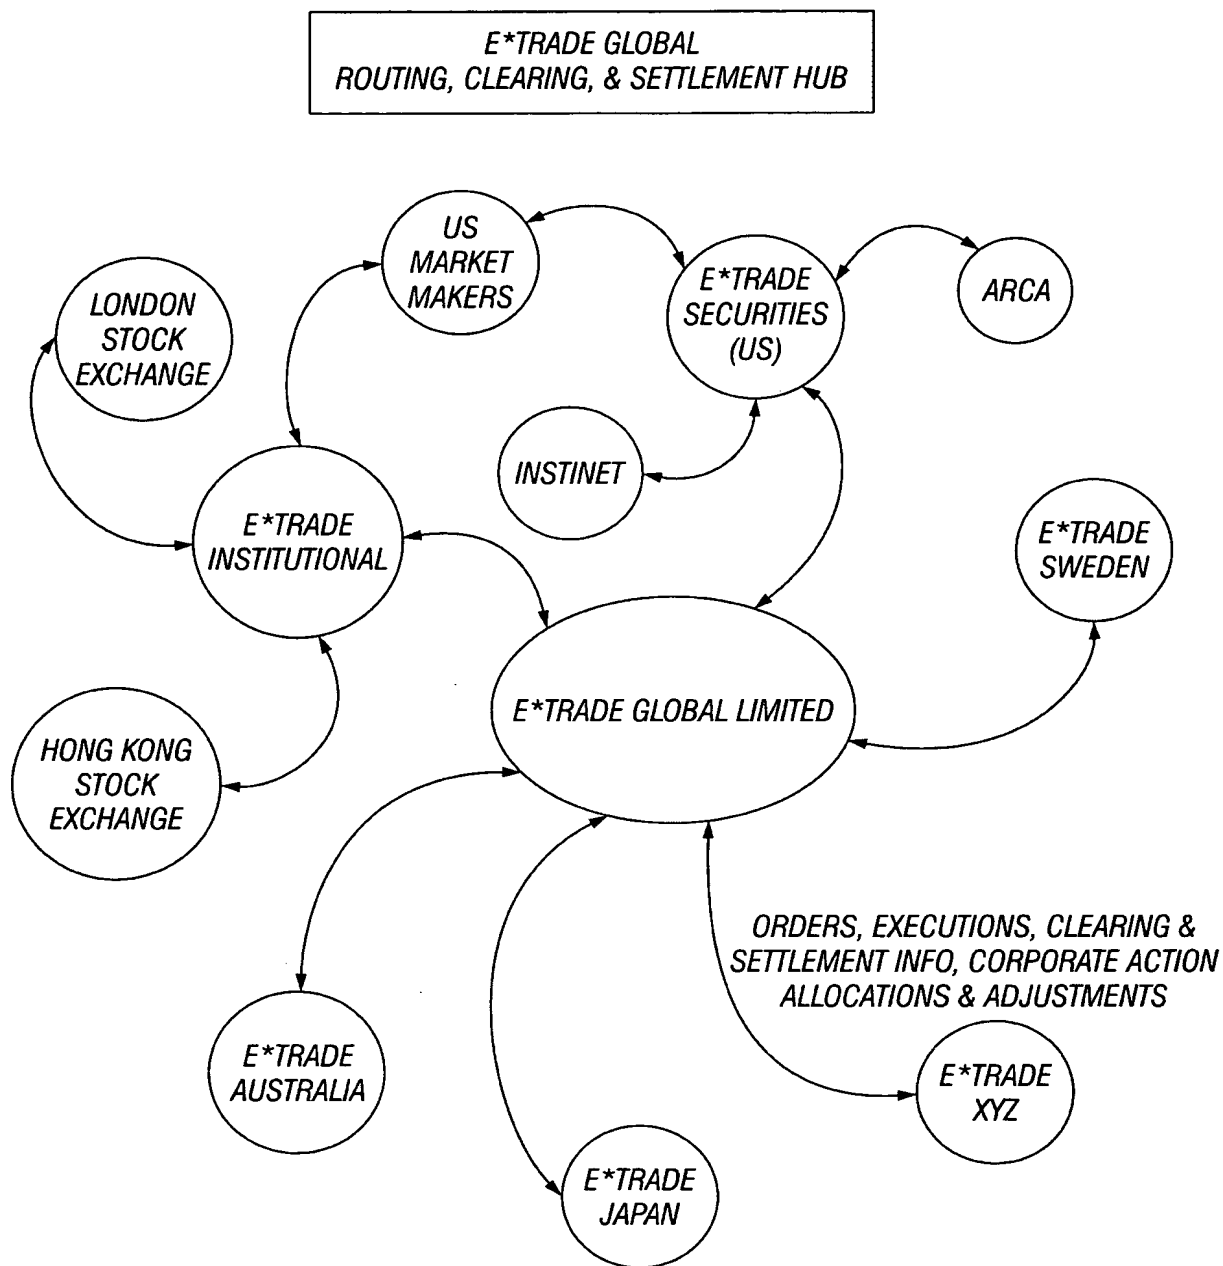 E*TRADE GLOBAL
ROUTING, CLEARING, & SETTLEMENT HUB
US
MARKET
MAKERS
E*TRADE
SECURITIES
(US)
ARCA
LONDON
STOCK
EXCHANGE
INSTINET
E*TRADE
INSTITUTIONAL
E*TRADE
SWEDEN
E*TRADE GLOBAL LIMITED
HONG KONG
STOCK
EXCHANGE
ORDERS, EXECUTIONS, CLEARING &
SETTLEMENT INFO, CORPORATE ACTION
ALLOCATIONS & ADJUSTMENTS
E*TRADE
AUSTRALIA
E*TRADE
XYZ
E*TRADE
JAPAN